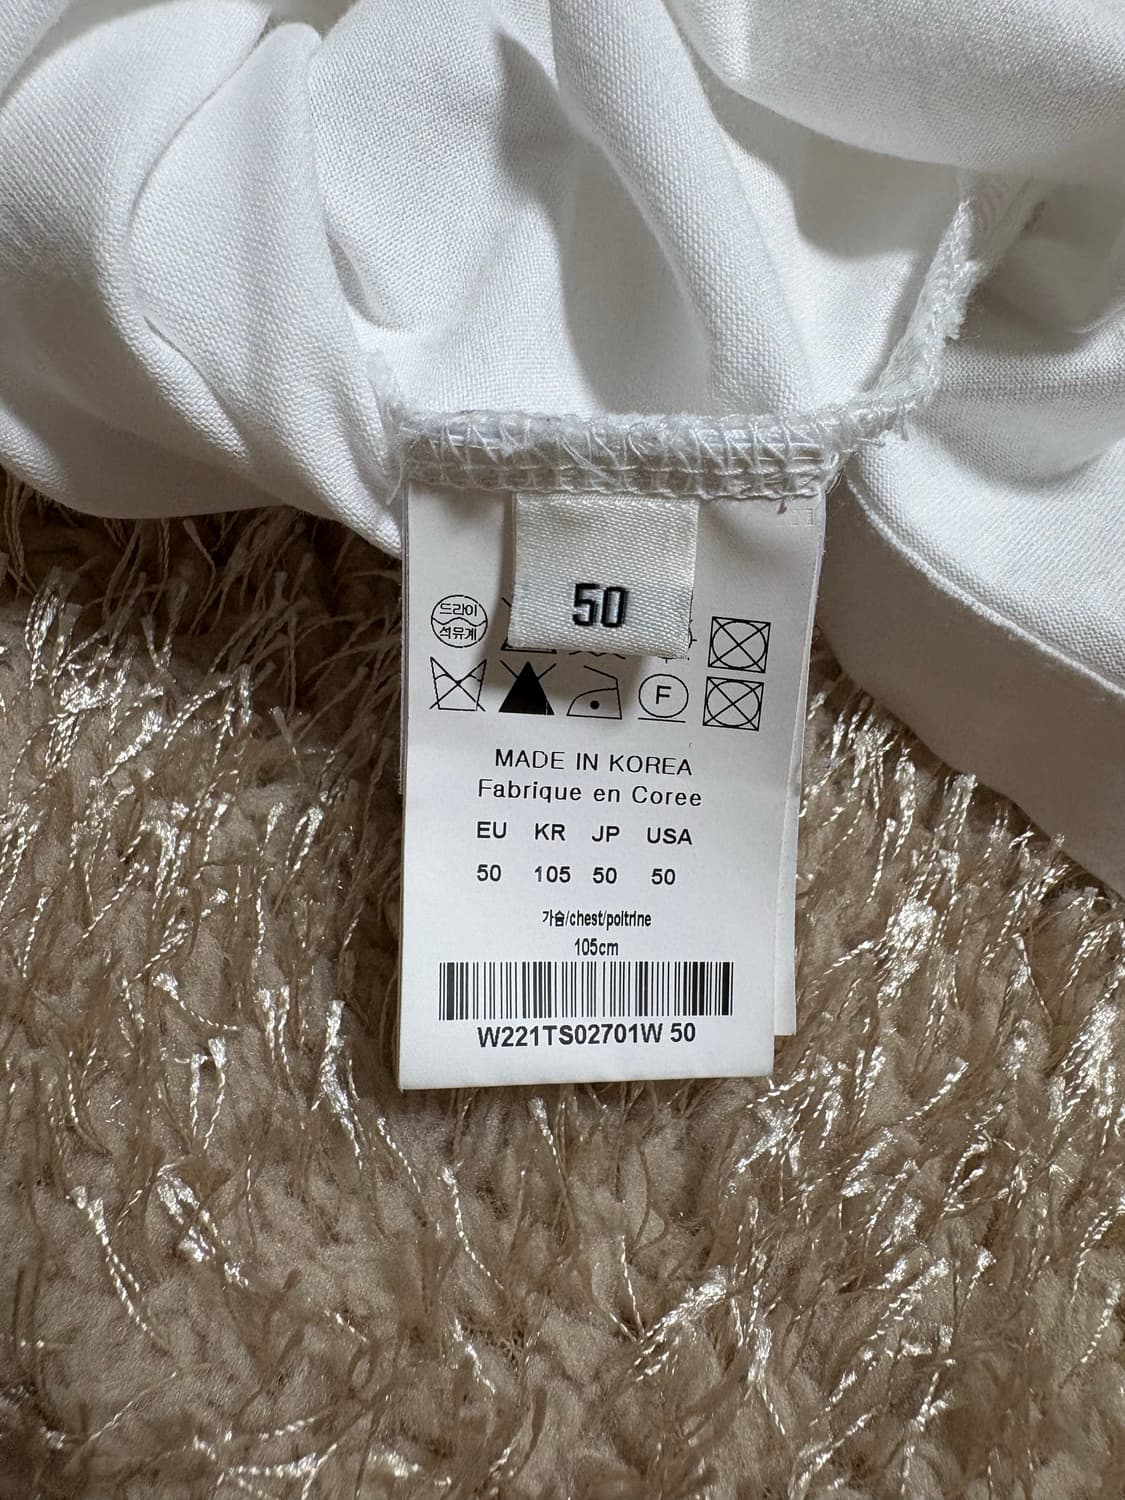 50
드라이
석유계
F
MADE IN KOREA
Fabrique en Coree
EU KR JP USA
50 105 50 50
가슴/chest/poitrine
105cm
W221TS02701W 50